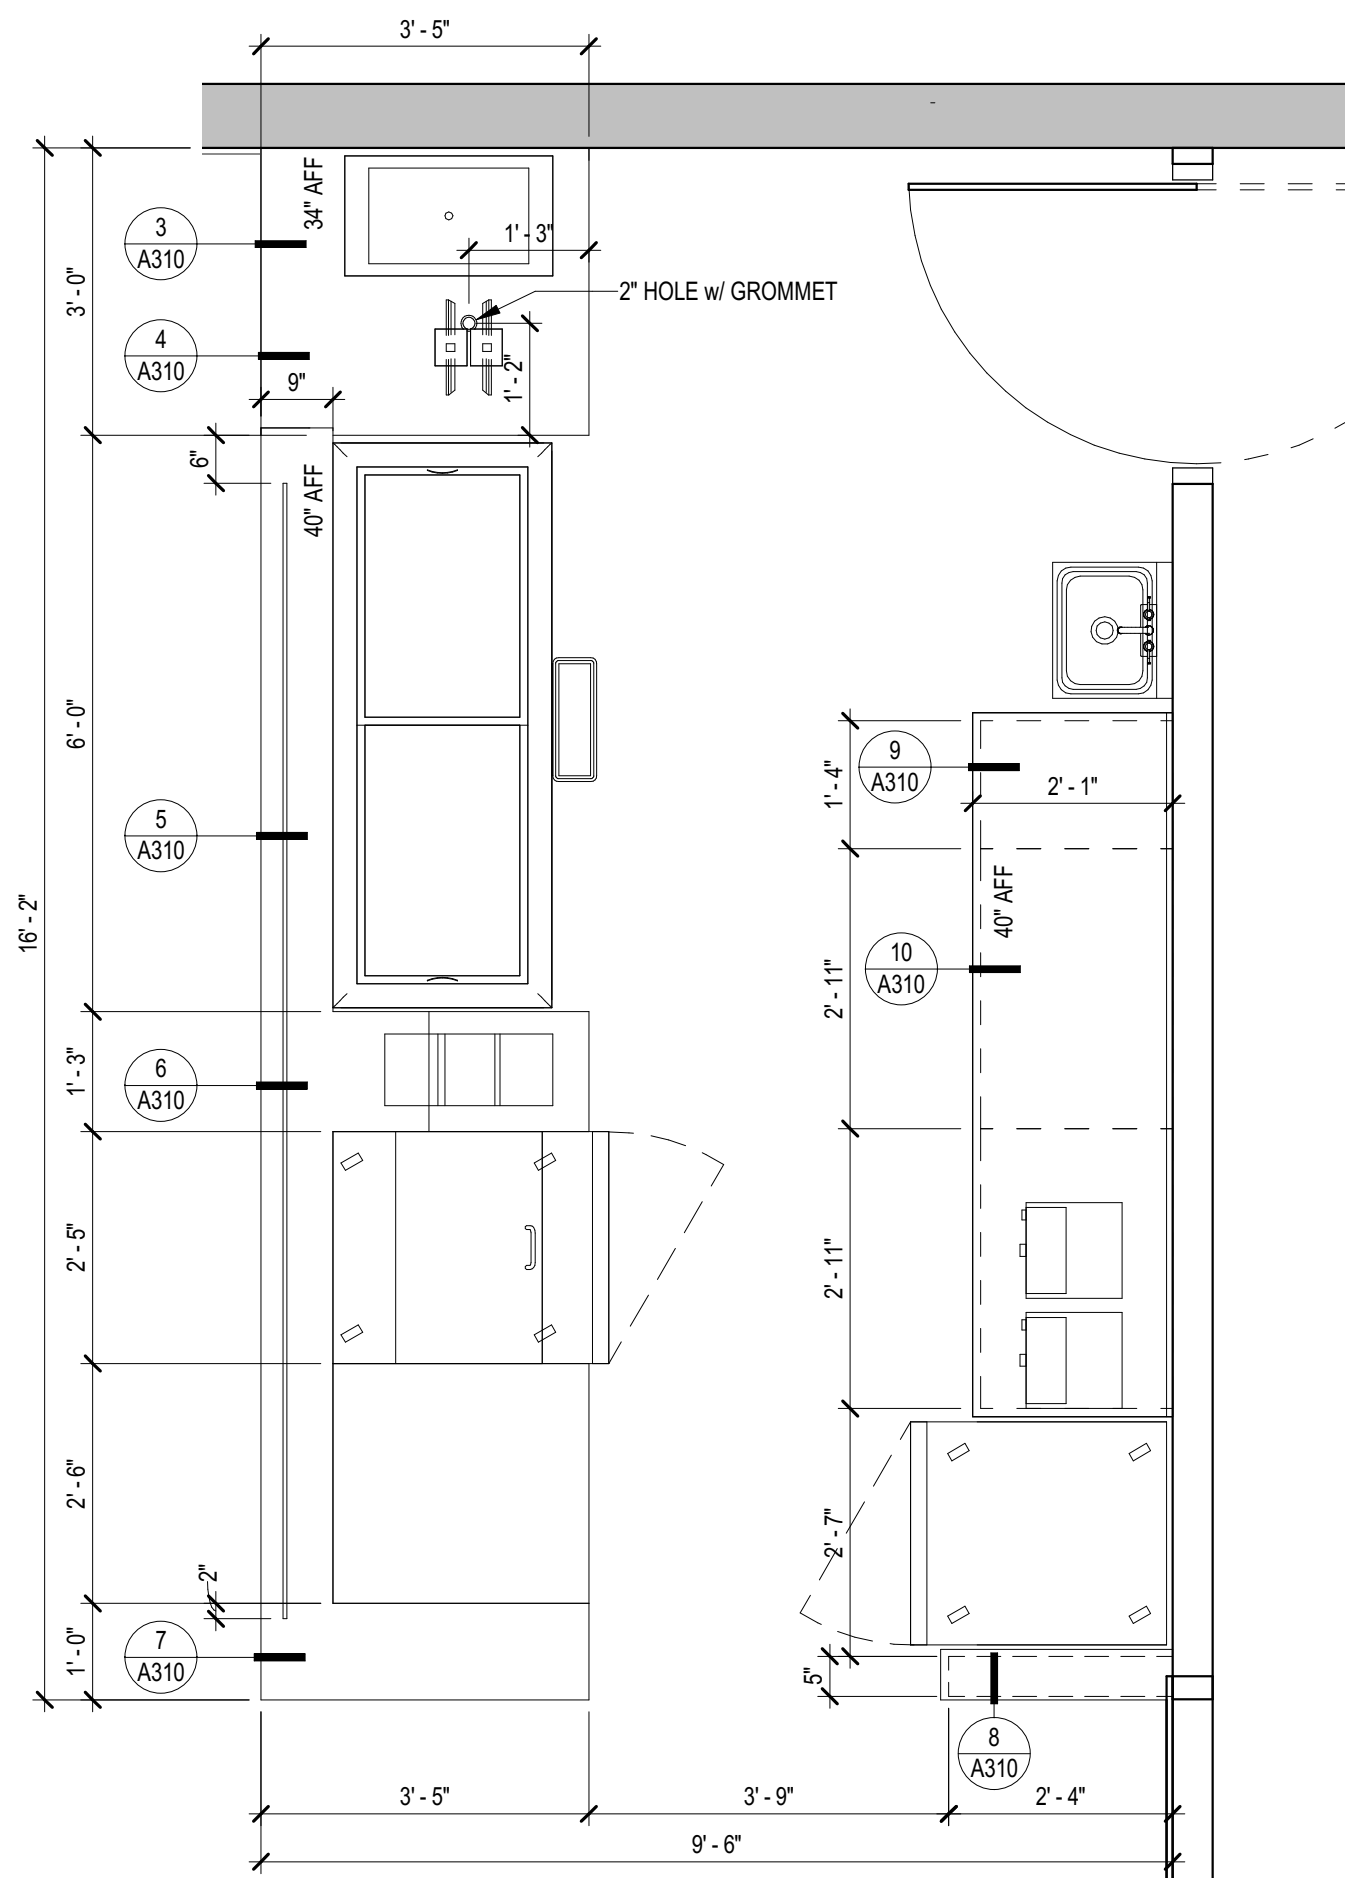 3' - 5"
-
34" AFF
3
A310
1' - 3"
3' - 0"
2" HOLE w/ GROMMET
4
A310
9"
1' - 2"
6"
40" AFF
6' - 0"
9
A310
1' - 4"
2' - 1"
5
A310
40" AFF
16' - 2"
10
A310
2' - 11"
1' - 3"
6
A310
2' - 5"
2' - 11"
2' - 6"
2' - 7"
2"
1' - 0"
7
A310
5"
8
A310
3' - 5"
3' - 9"
2' - 4"
9' - 6"